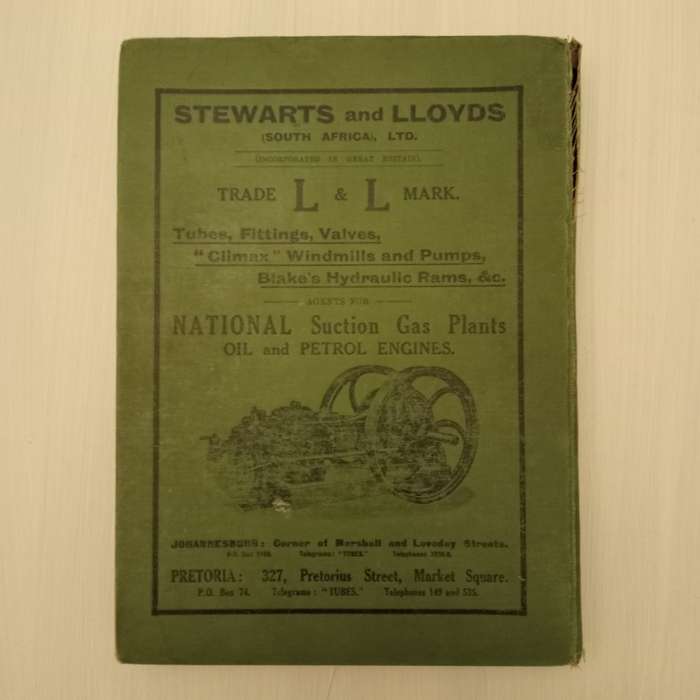 STEWARTS and LLOYDS
(SOUTH AFRICA), LTD.
(INCORPORATED IN GREAT BRITAIN).
TRADE L & L MARK.
Tubes, Fittings, Valves,
"Climax" Windmills and Pumps,
Blake's Hydraulic Rams, &c.
AGENTS FOR
NATIONAL Suction Gas Plants
OIL and PETROL ENGINES.
JOHANNESBURG: Corner of Marshall and Loveday Streets.
P.O. Box Telegrams: "TUBES." Telephones
PRETORIA: 327, Pretorius Street, Market Square.
P.O. Box 74. Telegrams: "TUBES." Telephones 149 and 535.